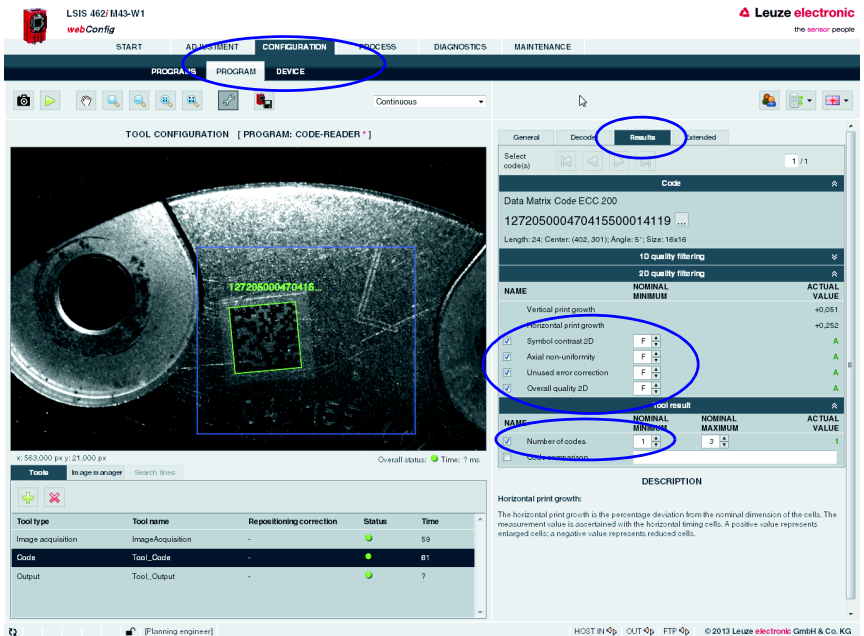 LSIS 462i M43-W1
webConfig
Leuze electronic
the sensor people
START ADJUSTMENT CONFIGURATION PROCESS DIAGNOSTICS MAINTENANCE
PROGRAMS PROGRAM DEVICE
Continuous
TOOL CONFIGURATION [ PROGRAM: CODE-READER * ]
127205000470415...
x: 563,000 px y: 21,000 px
Overall status: Time: ? ms
Tools Image manager Search lines
Tool type Tool name Repositioning correction Status Time
Image acquisition ImageAcquisition - 59
Code Tool_Code - 61
Output Tool_Output - ?
General Decoder Results Extended
Select
code(s)
1 / 1
Code
Data Matrix Code ECC 200
127205000470415500014119 ...
Length: 24; Center: (402, 301); Angle: 5°; Size: 16x16
1D quality filtering
2D quality filtering
NAME NOMINAL MINIMUM ACTUAL VALUE
Vertical print growth +0,051
Horizontal print growth +0,252
Symbol contrast 2D F A
Axial non-uniformity F A
Unused error correction F A
Overall quality 2D F A
Tool result
NAME NOMINAL MINIMUM NOMINAL MAXIMUM ACTUAL VALUE
Number of codes 1 3 1
Code comparison
DESCRIPTION
Horizontal print growth:
The horizontal print growth is the percentage deviation from the nominal dimension of the cells. The
measurement value is ascertained with the horizontal timing cells. A positive value represents
enlarged cells; a negative value represents reduced cells.
[Planning engineer]
HOST IN OUT FTP © 2013 Leuze electronic GmbH & Co. KG